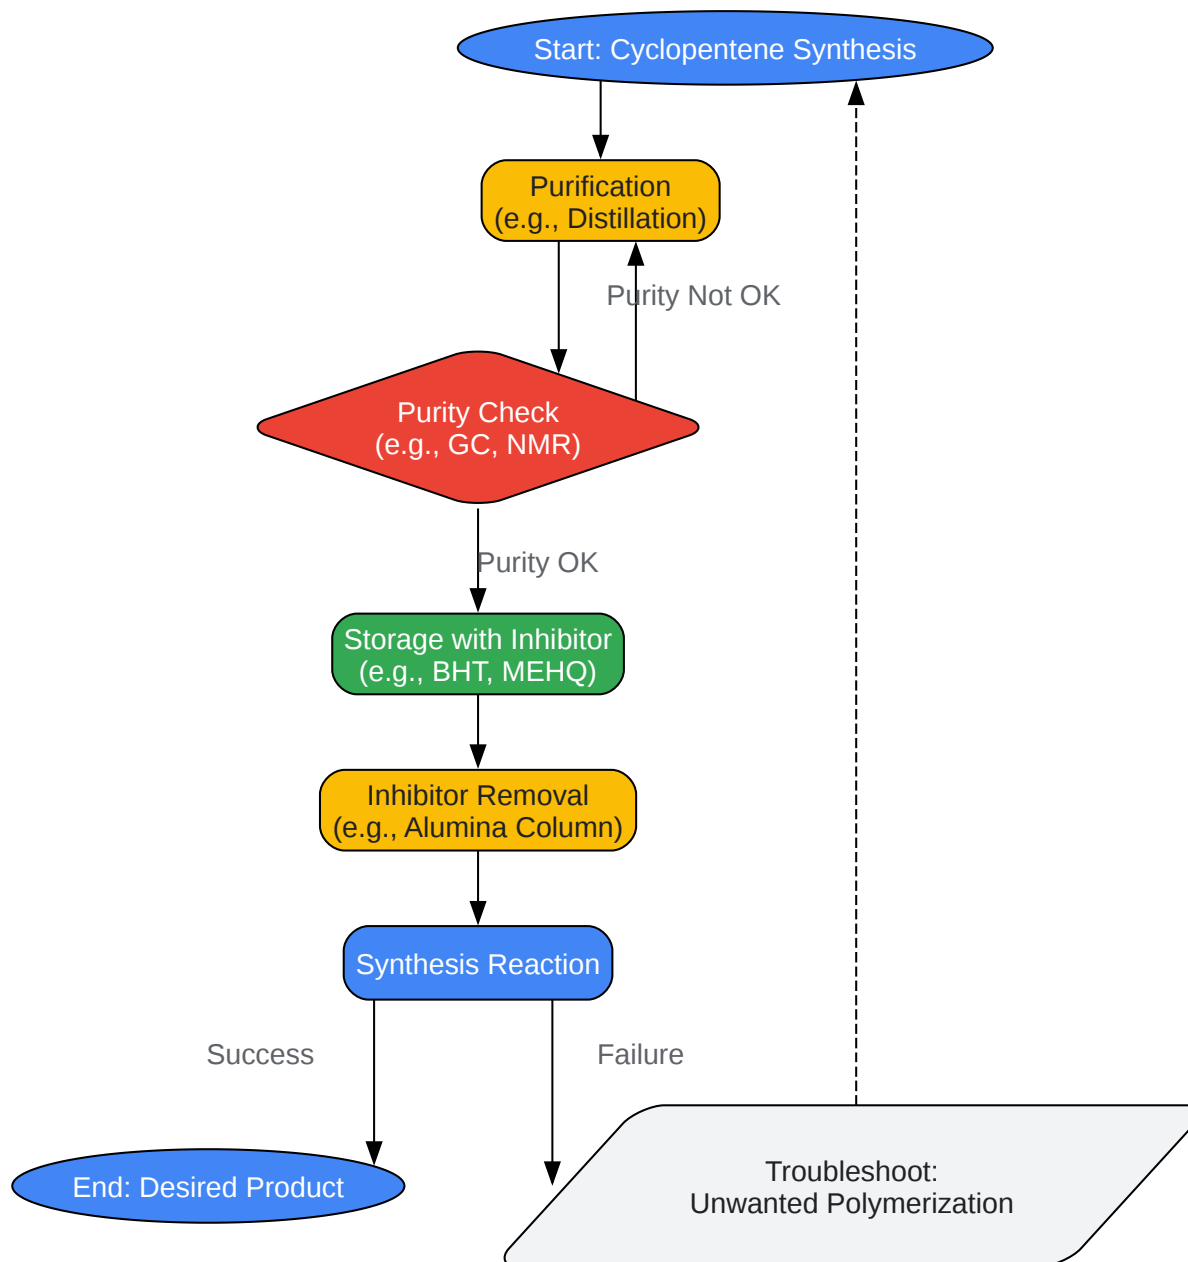 Start: Cyclopentene Synthesis
Purification
(e.g., Distillation)
Purity Not OK
Purity Check
(e.g., GC, NMR)
Purity OK
Storage with Inhibitor
(e.g., BHT, MEHQ)
Inhibitor Removal
(e.g., Alumina Column)
Synthesis Reaction
Success
Failure
End: Desired Product
Troubleshoot:
Unwanted Polymerization